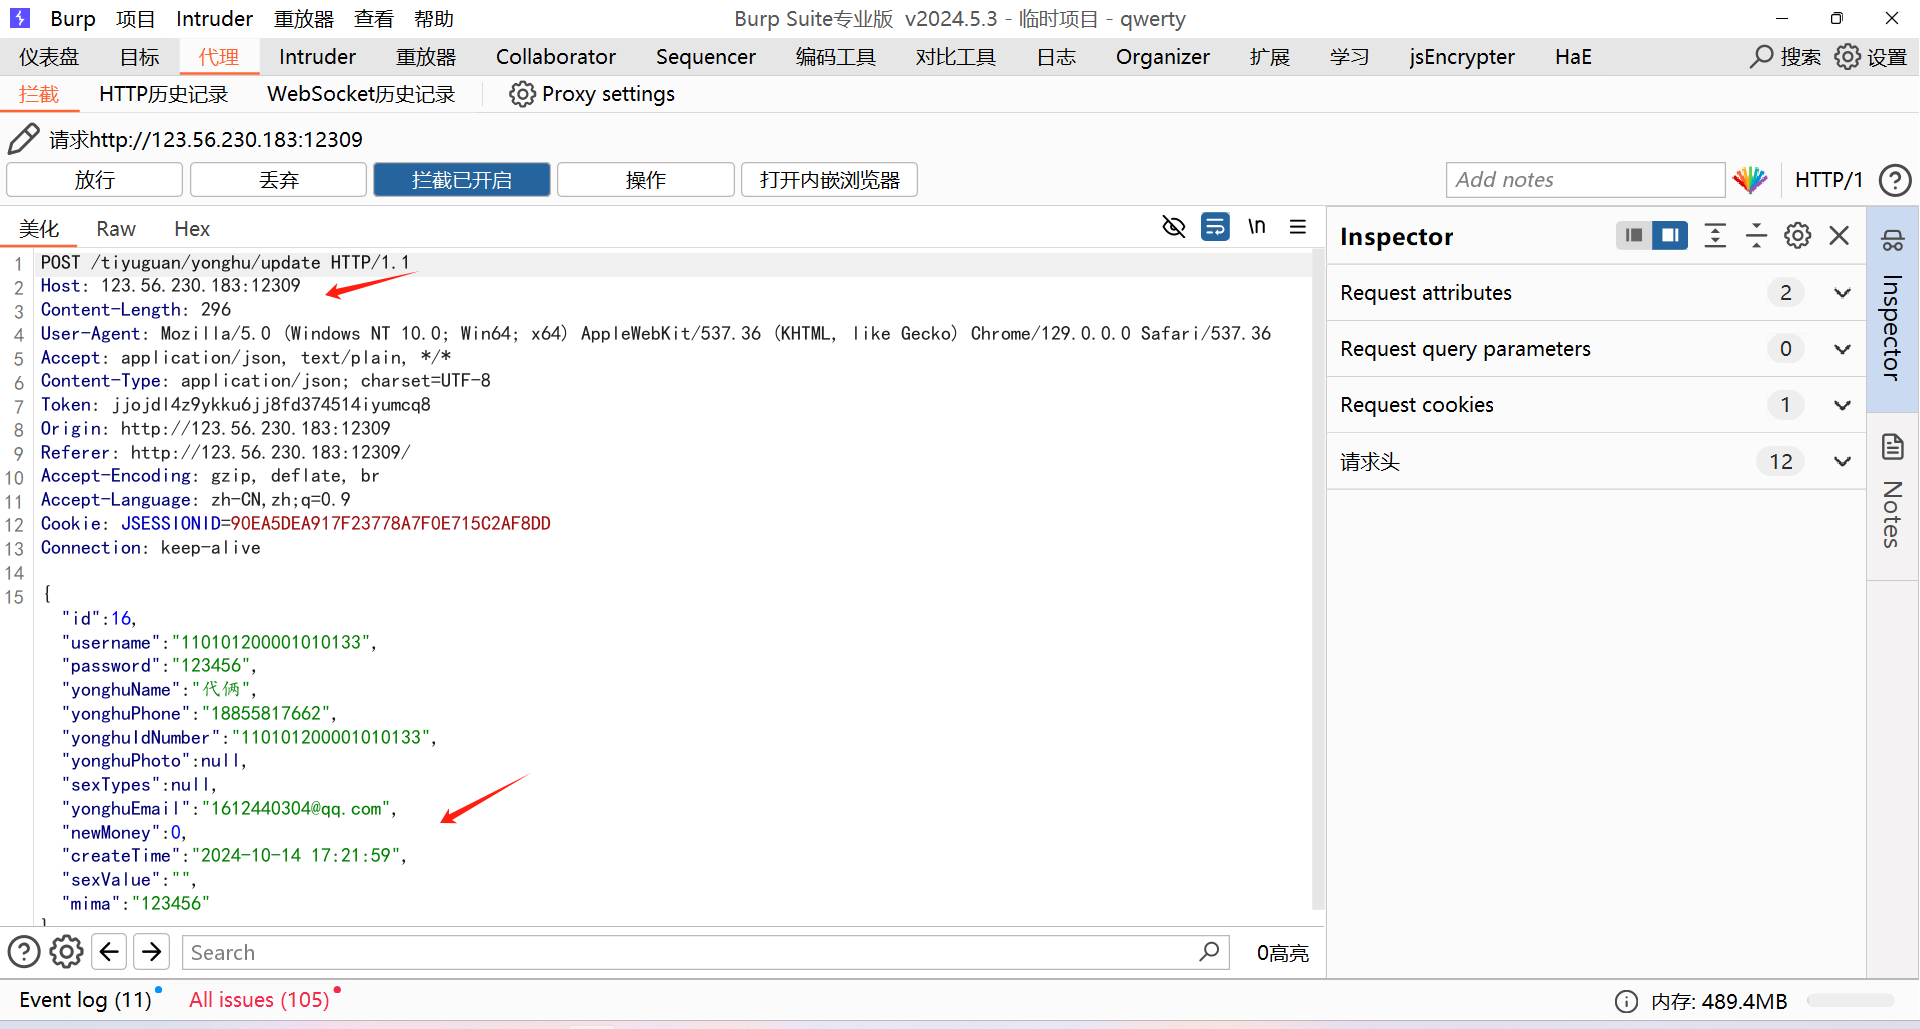 Burp 项目 Intruder 重放器 查看 帮助 Burp Suite专业版 v2024.5.3 - 临时项目 - qwerty
仪表盘 目标 代理 Intruder 重放器 Collaborator Sequencer 编码工具 对比工具 日志 Organizer 扩展 学习 jsEncrypter HaE 搜索 设置
拦截 HTTP历史记录 WebSocket历史记录 Proxy settings
请求http://123.56.230.183:12309
放行 丢弃 拦截已开启 操作 打开内嵌浏览器 Add notes HTTP/1
美化 Raw Hex \n
1 POST /tiyuguan/yonghu/update HTTP/1.1
2 Host: 123.56.230.183:12309
3 Content-Length: 296
4 User-Agent: Mozilla/5.0 (Windows NT 10.0; Win64; x64) AppleWebKit/537.36 (KHTML, like Gecko) Chrome/129.0.0.0 Safari/537.36
5 Accept: application/json, text/plain, */*
6 Content-Type: application/json; charset=UTF-8
7 Token: jjojdl4z9ykku6jj8fd374514iyumcq8
8 Origin: http://123.56.230.183:12309
9 Referer: http://123.56.230.183:12309/
10 Accept-Encoding: gzip, deflate, br
11 Accept-Language: zh-CN,zh;q=0.9
12 Cookie: JSESSIONID=90EA5DEA917F23778A7F0E715C2AF8DD
13 Connection: keep-alive
14
15 {
"id":16,
"username":"110101200001010133",
"password":"123456",
"yonghuName":"代俩",
"yonghuPhone":"18855817662",
"yonghuIdNumber":"110101200001010133",
"yonghuPhoto":null,
"sexTypes":null,
"yonghuEmail":"1612440304@qq.com",
"newMoney":0,
"createTime":"2024-10-14 17:21:59",
"sexValue":"",
"mima":"123456"
}
Search 0高亮
Inspector
Request attributes 2
Request query parameters 0
Request cookies 1
请求头 12
Inspector
Notes
Event log (11) All issues (105) 内存: 489.4MB